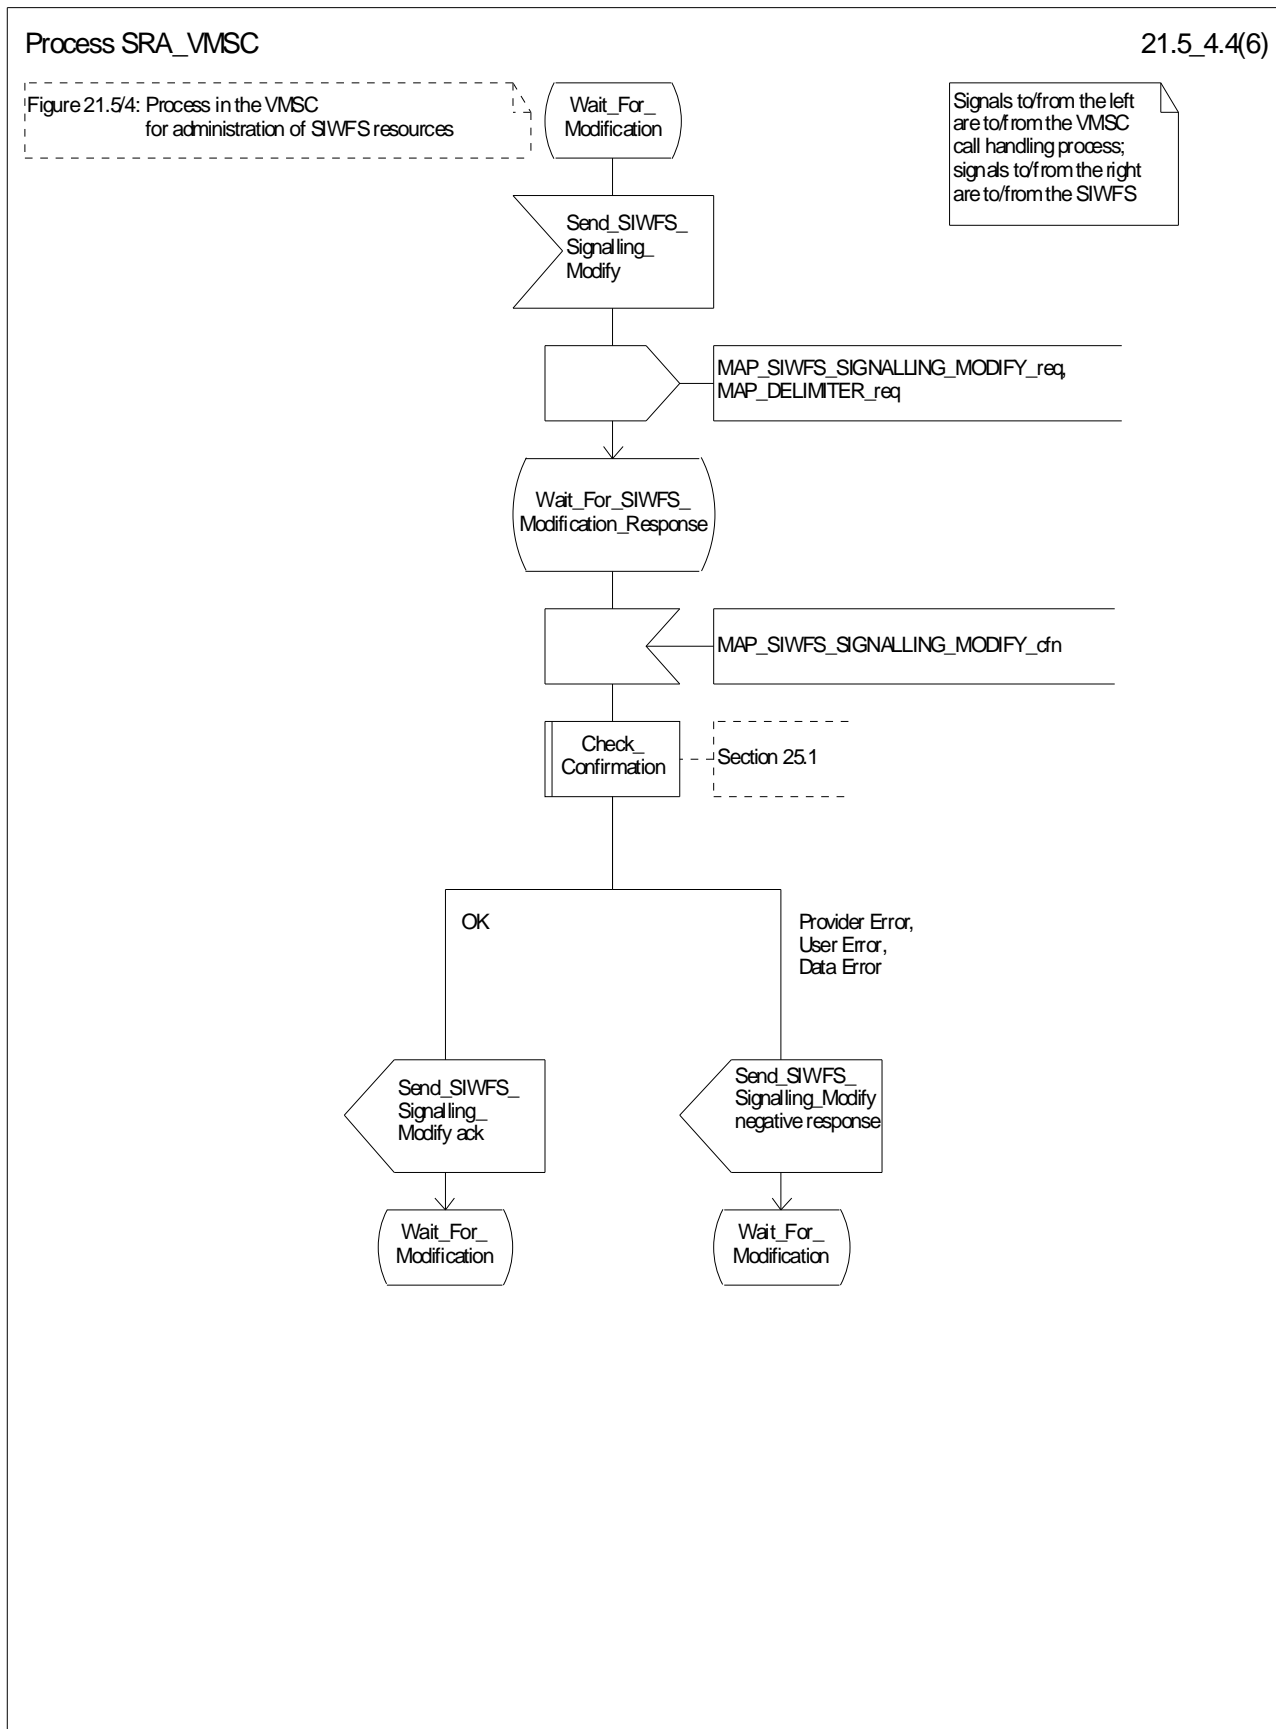 Process SRA_VMSC
21.5_4.4(6)
Figure 21.5/4: Process in the VMSC
for administration of SIWFS resources
Wait_For_
Modification
Signals to/from the left
are to/from the VMSC
call handling process;
signals to/from the right
are to/from the SIWFS
Send_SIWFS_
Signalling_
Modify
MAP_SIWFS_SIGNALLING_MODIFY_req,
MAP_DELIMITER_req
Wait_For_SIWFS_
Modification_Response
MAP_SIWFS_SIGNALLING_MODIFY_cfn
Check_
Confirmation
Section 25.1
OK
Provider Error,
User Error,
Data Error
Send_SIWFS_
Signalling_
Modify ack
Send_SIWFS_
Signalling_Modify
negative response
Wait_For_
Modification
Wait_For_
Modification